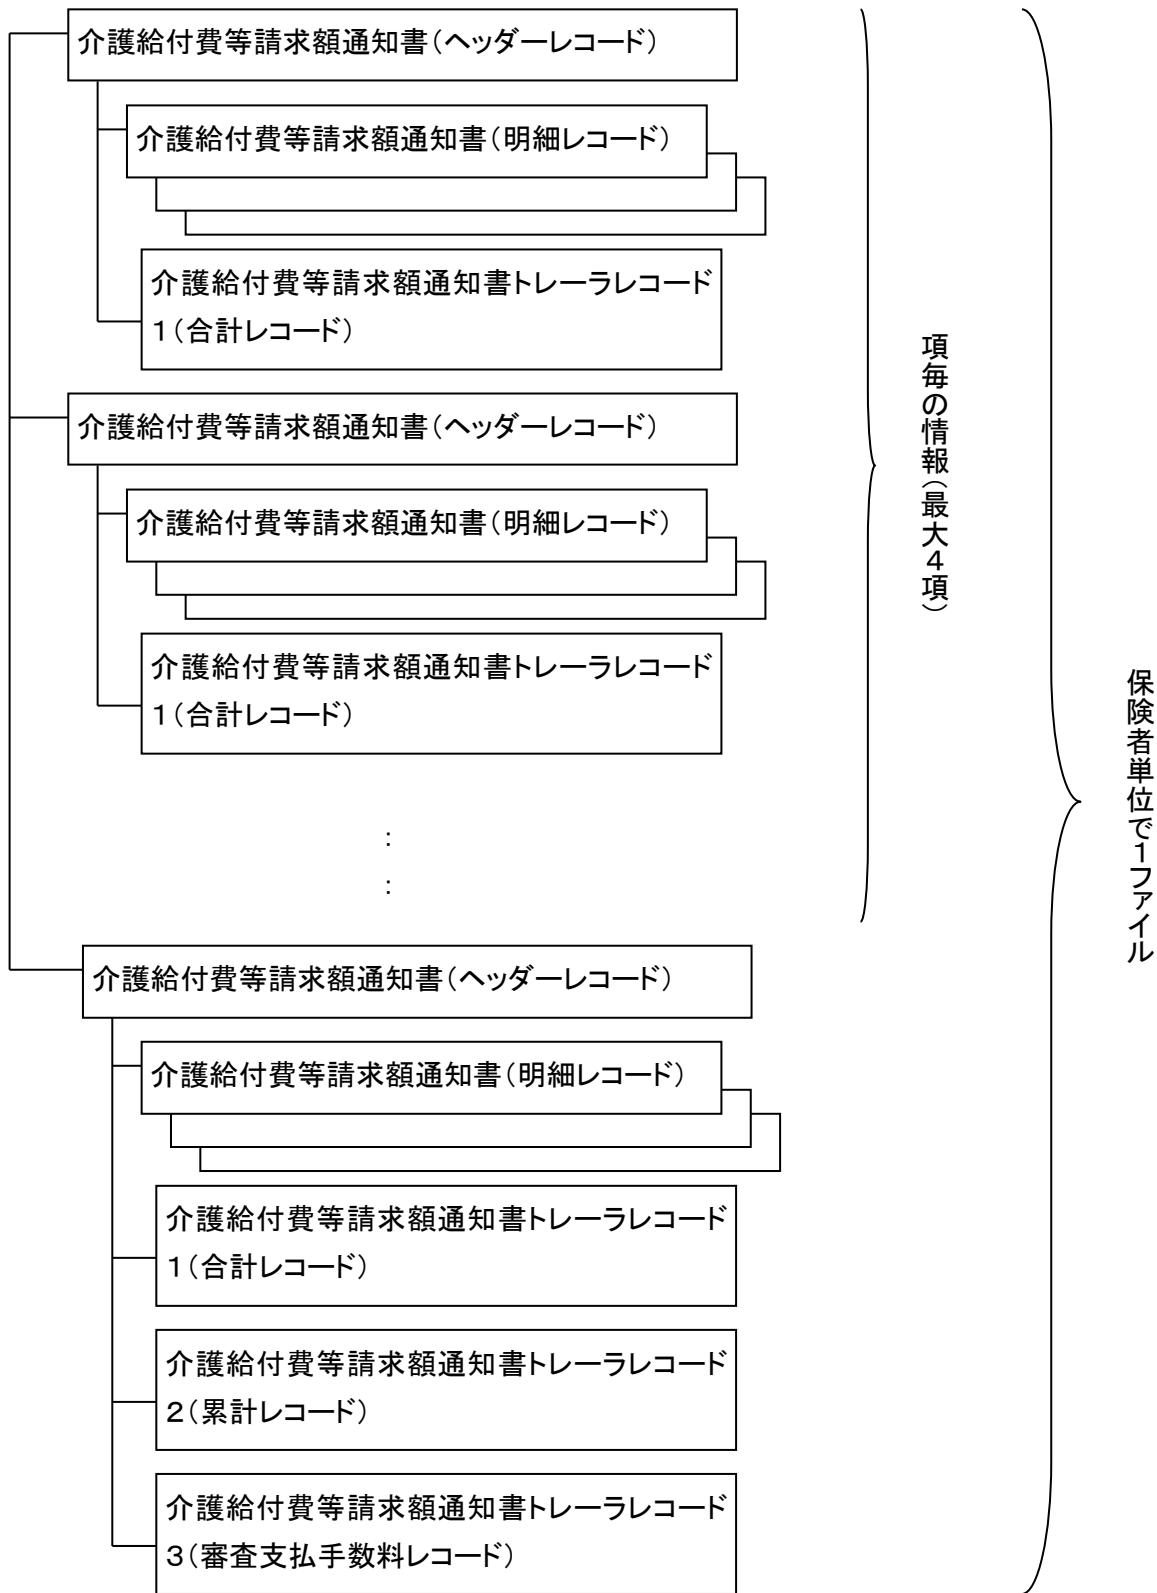 介護給付費等請求額通知書（ヘッダーレコード）
介護給付費等請求額通知書（明細レコード）
介護給付費等請求額通知書トレーラレコード
１（合計レコード）
介護給付費等請求額通知書（ヘッダーレコード）
介護給付費等請求額通知書（明細レコード）
介護給付費等請求額通知書トレーラレコード
１（合計レコード）
：
：
介護給付費等請求額通知書（ヘッダーレコード）
介護給付費等請求額通知書（明細レコード）
介護給付費等請求額通知書トレーラレコード
１（合計レコード）
介護給付費等請求額通知書トレーラレコード
２（累計レコード）
介護給付費等請求額通知書トレーラレコード
３（審査支払手数料レコード）
項毎の情報（最大４項）
保険者単位で１ファイル